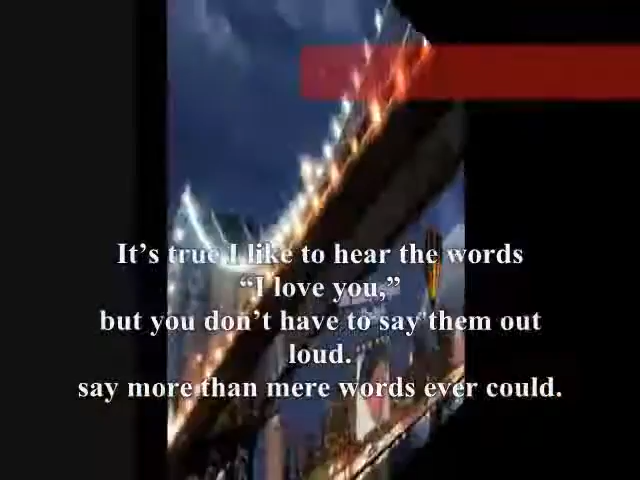 It’s true I like to hear the words
“I love you,”
but you don’t have to say them out
loud.
say more than mere words ever could.